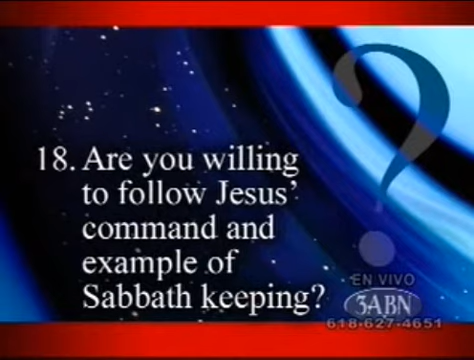 18. Are you willing
to follow Jesus'
command and
example of
Sabbath keeping?
?
EN VIVO
3ABN
618-627-4651